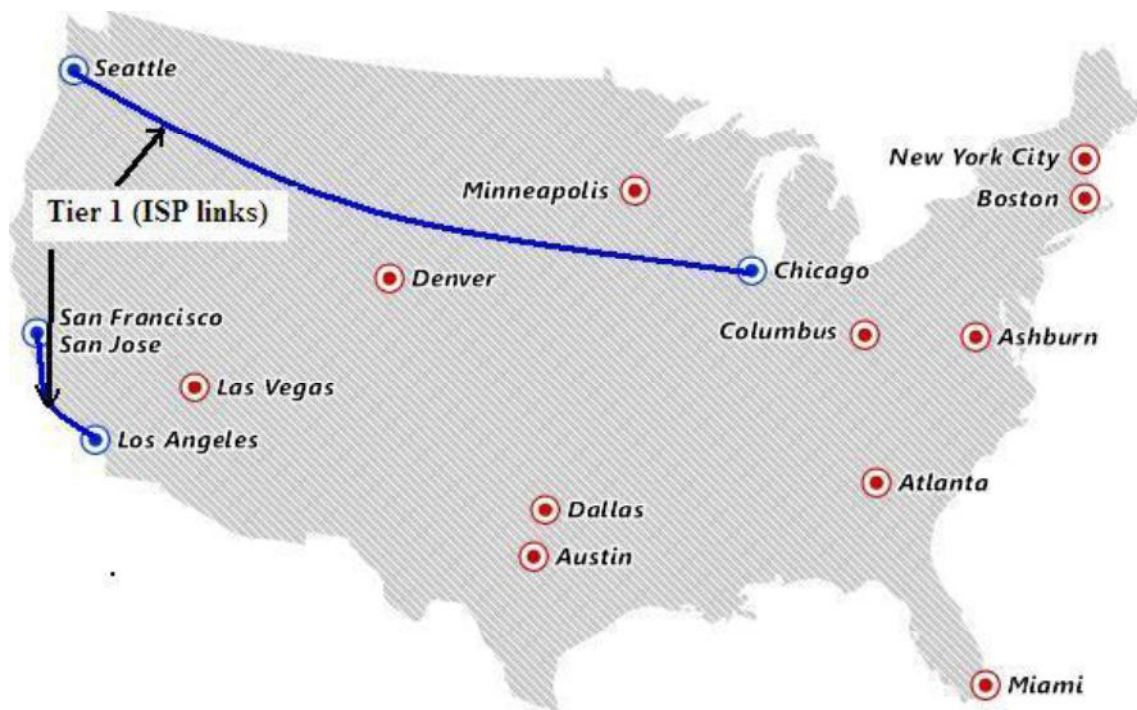 Seattle
New York City
Minneapolis
Boston
Tier 1 (ISP links)
Chicago
Denver
San Francisco
San Jose
Columbus
Ashburn
Las Vegas
Los Angeles
Atlanta
Dallas
Austin
Miami